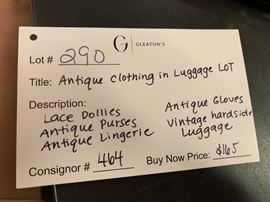 Lot # 290
G | GLEATON'S
Title: Antique clothing in Luggage LOT
Description:
Lace Dollies
Antique Purses
Antique Lingerie
Antique Gloves
Vintage hardside
Luggage
Consignor # 464
Buy Now Price: $165